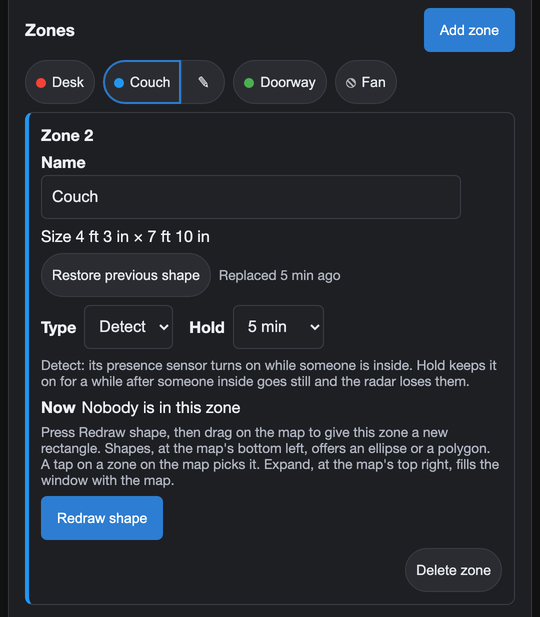 Zones
Add zone
Desk
Couch
✎
Doorway
Fan
Zone 2
Name
Couch
Size 4 ft 3 in × 7 ft 10 in
Restore previous shape
Replaced 5 min ago
Type
Detect
Hold
5 min
Detect: its presence sensor turns on while someone is inside. Hold keeps it
on for a while after someone inside goes still and the radar loses them.
Now Nobody is in this zone
Press Redraw shape, then drag on the map to give this zone a new
rectangle. Shapes, at the map's bottom left, offers an ellipse or a polygon.
A tap on a zone on the map picks it. Expand, at the map's top right, fills the
window with the map.
Redraw shape
Delete zone